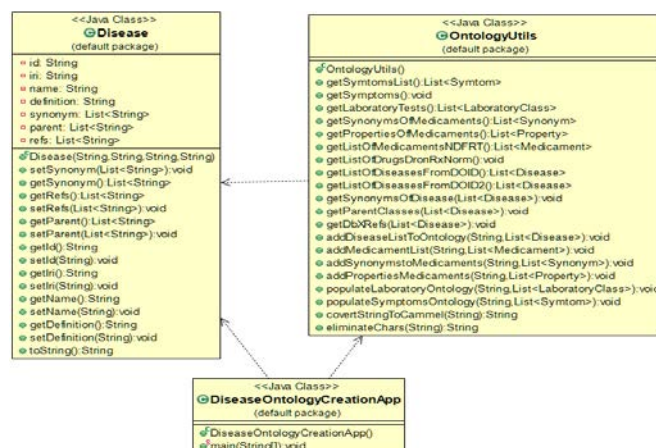 <<Java Class>>
Disease
(default package)
id: String
iri: String
name: String
definition: String
synonym: List<String>
parent: List<String>
refs: List<String>
Disease(String,String,String,String)
setSynonym(List<String>):void
getSynonym():List<String>
getRefs():List<String>
setRefs(List<String>):void
getParent():List<String>
setParent(List<String>):void
getId():String
setId(String):void
getIri():String
setIri(String):void
getName():String
setName(String):void
getDefinition():String
setDefinition(String):void
toString():String
<<Java Class>>
OntologyUtils
(default package)
OntologyUtils()
getSymtomsList():List<Symtom>
getSymptoms():void
getLaboratoryTests():List<LaboratoryClass>
getSynonymsOfMedicaments():List<Synonym>
getPropertiesOfMedicaments():List<Property>
getListOfMedicamentsNDFRT():List<Medicament>
getListOfDrugsDronRxNorm():void
getListOfDiseasesFromDOID():List<Disease>
getListOfDiseasesFromDOID2():List<Disease>
getSynonymsOfDisease(List<Disease>):void
getParentClasses(List<Disease>):void
getDbXRefs(List<Disease>):void
addDiseaseListToOntology(String,List<Disease>):void
addMedicamentList(String,List<Medicament>):void
addSynonymstoMedicaments(String,List<Synonym>):void
addPropertiesMedicaments(String,List<Property>):void
populateLaboratoryOntology(String,List<LaboratoryClass>):void
populateSymptomsOntology(String,List<Symtom>):void
covertStringToCammel(String):String
eliminateChars(String):String
<<Java Class>>
DiseaseOntologyCreationApp
(default package)
DiseaseOntologyCreationApp()
main(String[]):void